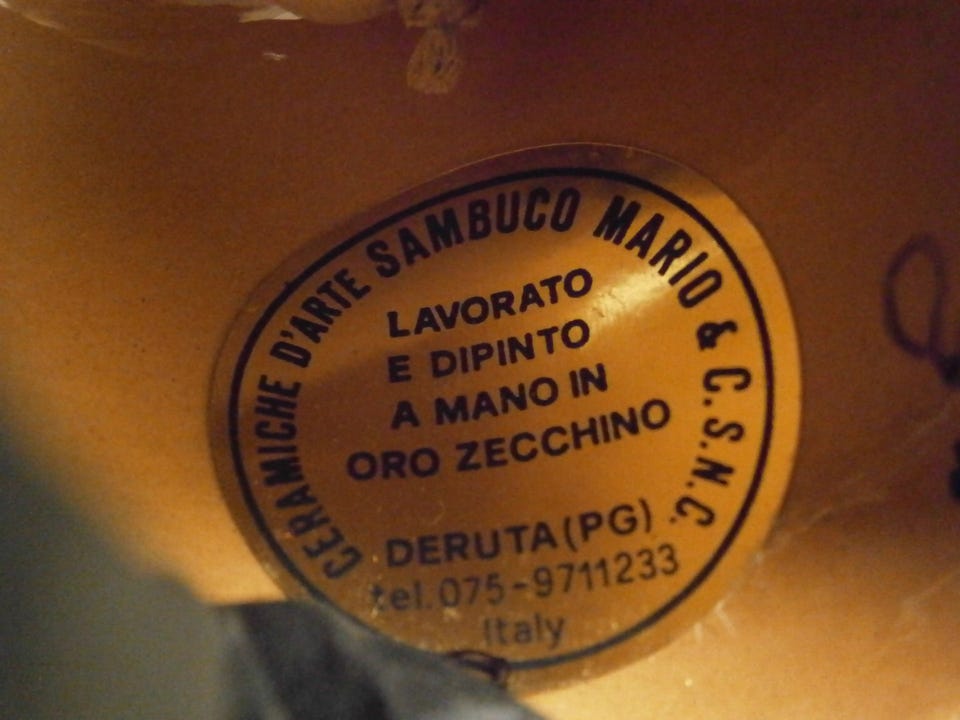 CERAMICHE D'ARTE SAMBUCO MARIO & C. S.N.C.
LAVORATO
E DIPINTO
A MANO IN
ORO ZECCHINO
DERUTA (PG)
tel. 075-9711233
Italy